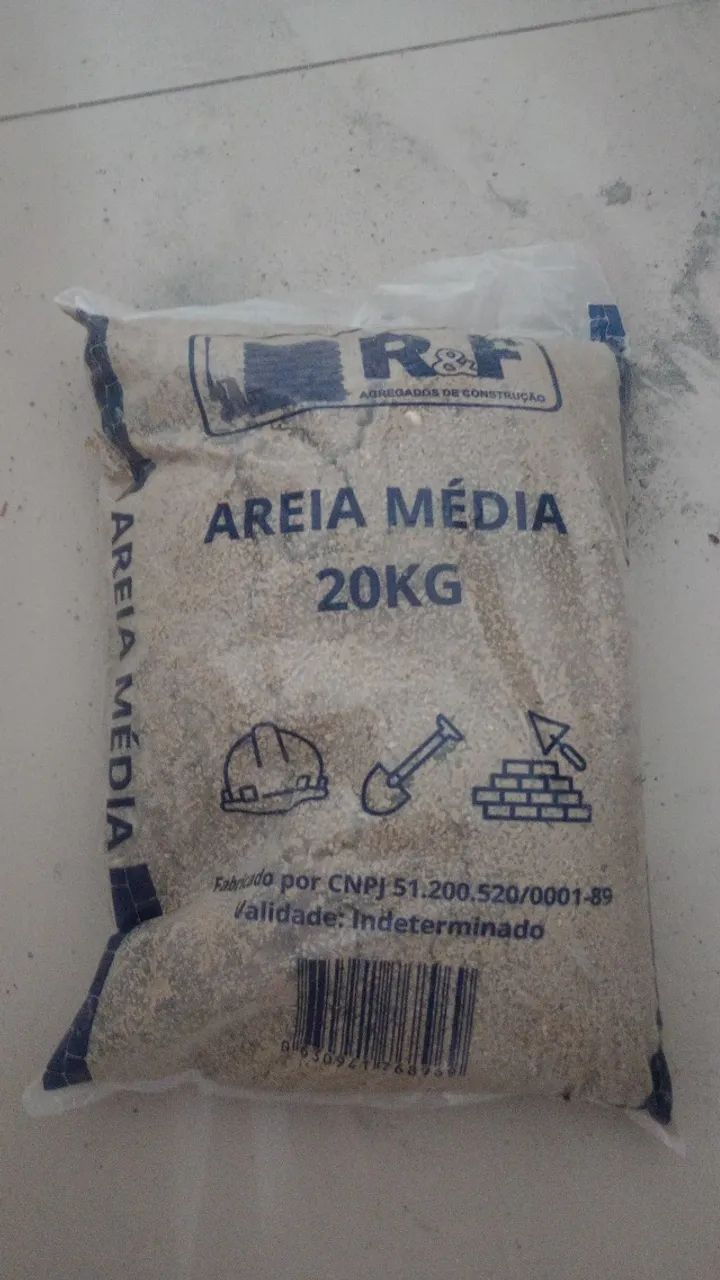 R&F
AGREGADOS DE CONSTRUÇÃO
AREIA MÉDIA
20KG
AREIA MÉDIA
Fabricado por CNPJ 51.200.520/0001-89
Validade: Indeterminado